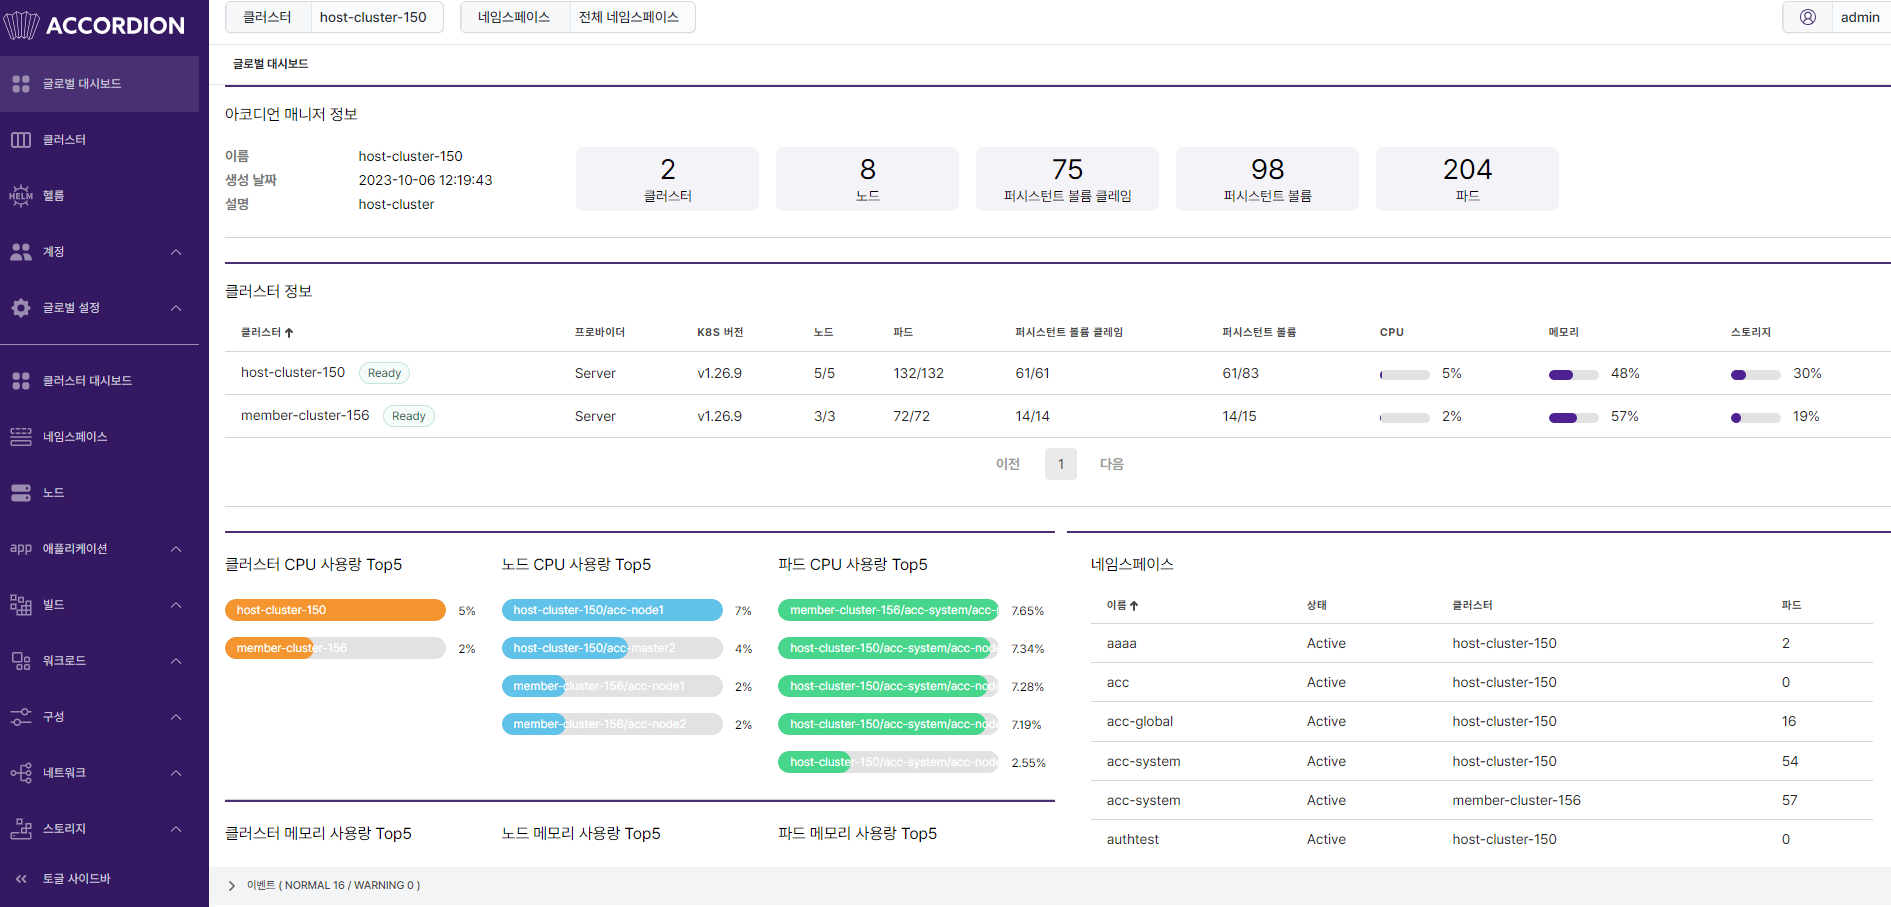 ACCORDION
글로벌 대시보드
클러스터
HELM 헬름
계정
글로벌 설정
클러스터 대시보드
네임스페이스
노드
app 애플리케이션
빌드
워크로드
구성
네트워크
스토리지
토글 사이드바
클러스터 host-cluster-150 네임스페이스 전체 네임스페이스 admin
글로벌 대시보드
아코디언 매니저 정보
이름 host-cluster-150
생성 날짜 2023-10-06 12:19:43
설명 host-cluster
2
클러스터
8
노드
75
퍼시스턴트 볼륨 클레임
98
퍼시스턴트 볼륨
204
파드
클러스터 정보
클러스터 프로바이더 K8S 버전 노드 파드 퍼시스턴트 볼륨 클레임 퍼시스턴트 볼륨 CPU 메모리 스토리지
host-cluster-150 Ready Server v1.26.9 5/5 132/132 61/61 61/83 5% 48% 30%
member-cluster-156 Ready Server v1.26.9 3/3 72/72 14/14 14/15 2% 57% 19%
이전 1 다음
클러스터 CPU 사용량 Top5
host-cluster-150 5%
member-cluster-156 2%
노드 CPU 사용량 Top5
host-cluster-150/acc-node1 7%
host-cluster-150/acc-master2 4%
member-cluster-156/acc-node1 2%
member-cluster-156/acc-node2 2%
파드 CPU 사용량 Top5
member-cluster-156/acc-system/acc- 7.65%
host-cluster-150/acc-system/acc-node 7.34%
host-cluster-150/acc-system/acc-node 7.28%
host-cluster-150/acc-system/acc-node 7.19%
host-cluster-150/acc-system/acc-node 2.55%
클러스터 메모리 사용량 Top5
노드 메모리 사용량 Top5
파드 메모리 사용량 Top5
네임스페이스
이름 상태 클러스터 파드
aaaa Active host-cluster-150 2
acc Active host-cluster-150 0
acc-global Active host-cluster-150 16
acc-system Active host-cluster-150 54
acc-system Active member-cluster-156 57
authtest Active host-cluster-150 0
이벤트 ( NORMAL 16 / WARNING 0 )